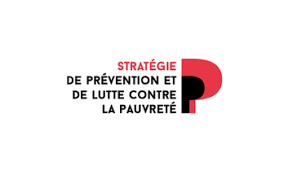 STRATÉGIE
DE PRÉVENTION ET
DE LUTTE CONTRE
LA PAUVRETÉ